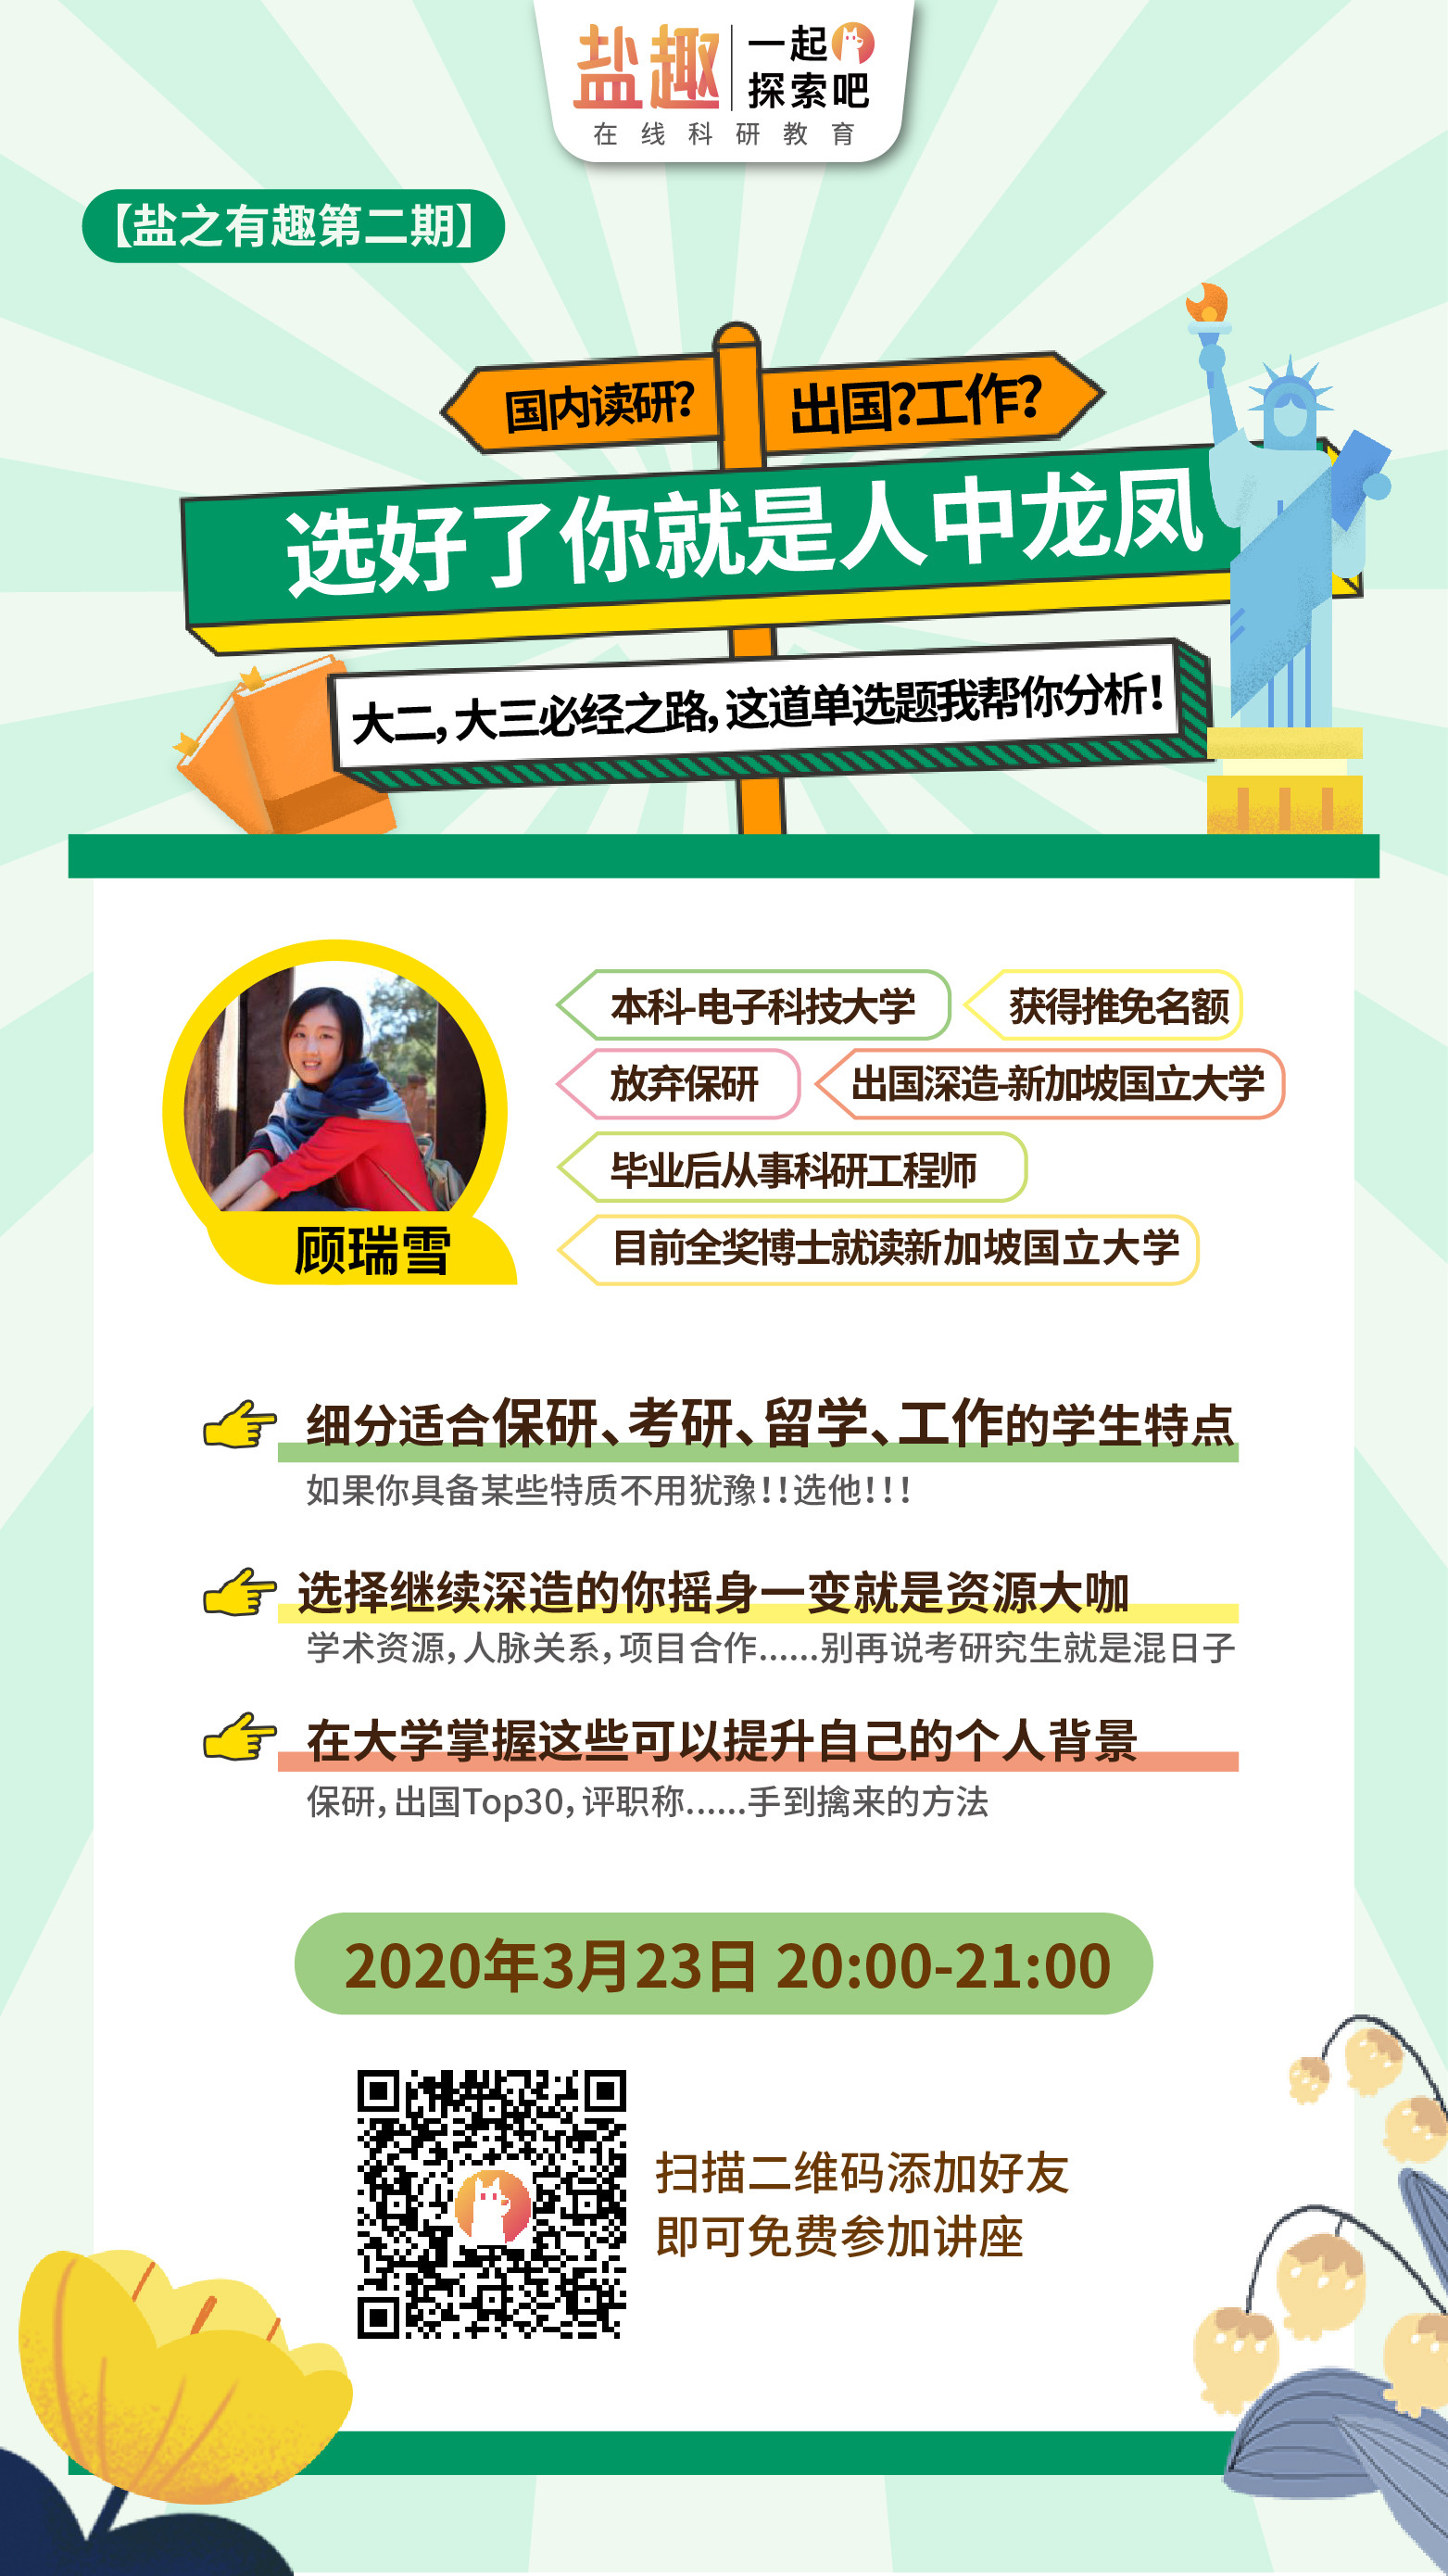 盐趣
一起
探索吧
在线科研教育
【盐之有趣第二期】
国内读研？
出国？工作？
选好了你就是人中龙凤
大二，大三必经之路，这道单选题我帮你分析！
本科-电子科技大学
获得推免名额
放弃保研
出国深造-新加坡国立大学
毕业后从事科研工程师
目前全奖博士就读新加坡国立大学
顾瑞雪
细分适合保研、考研、留学、工作的学生特点
如果你具备某些特质不用犹豫！！选他！！！
选择继续深造的你摇身一变就是资源大咖
学术资源，人脉关系，项目合作......别再说考研究生就是混日子
在大学掌握这些可以提升自己的个人背景
保研，出国Top30，评职称......手到擒来的方法
2020年3月23日 20:00-21:00
扫描二维码添加好友
即可免费参加讲座